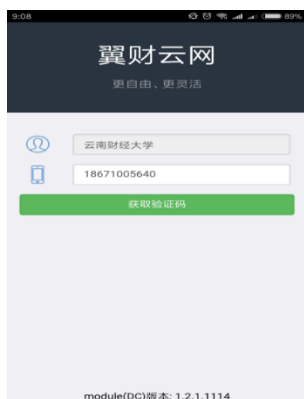 9:08
89%
翼财云网
更自由、更灵活
云南财经大学
18671005640
获取验证码
module(DC)版本: 1.2.1.1114